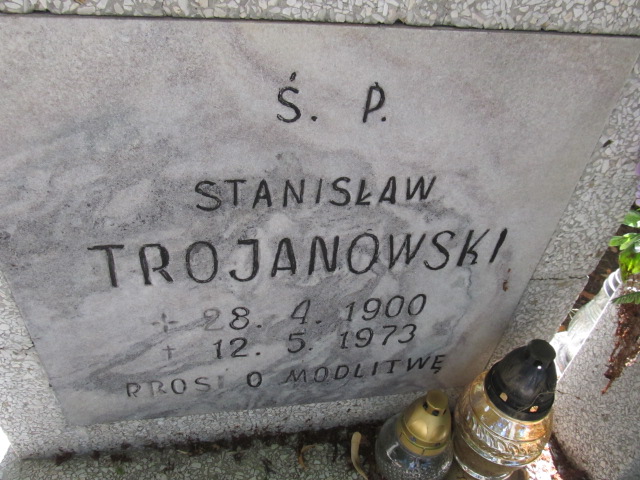 Ś. P.
STANISŁAW
TROJANOWSKI
28. 4. 1900
† 12. 5. 1973
PROSI O MODLITWĘ